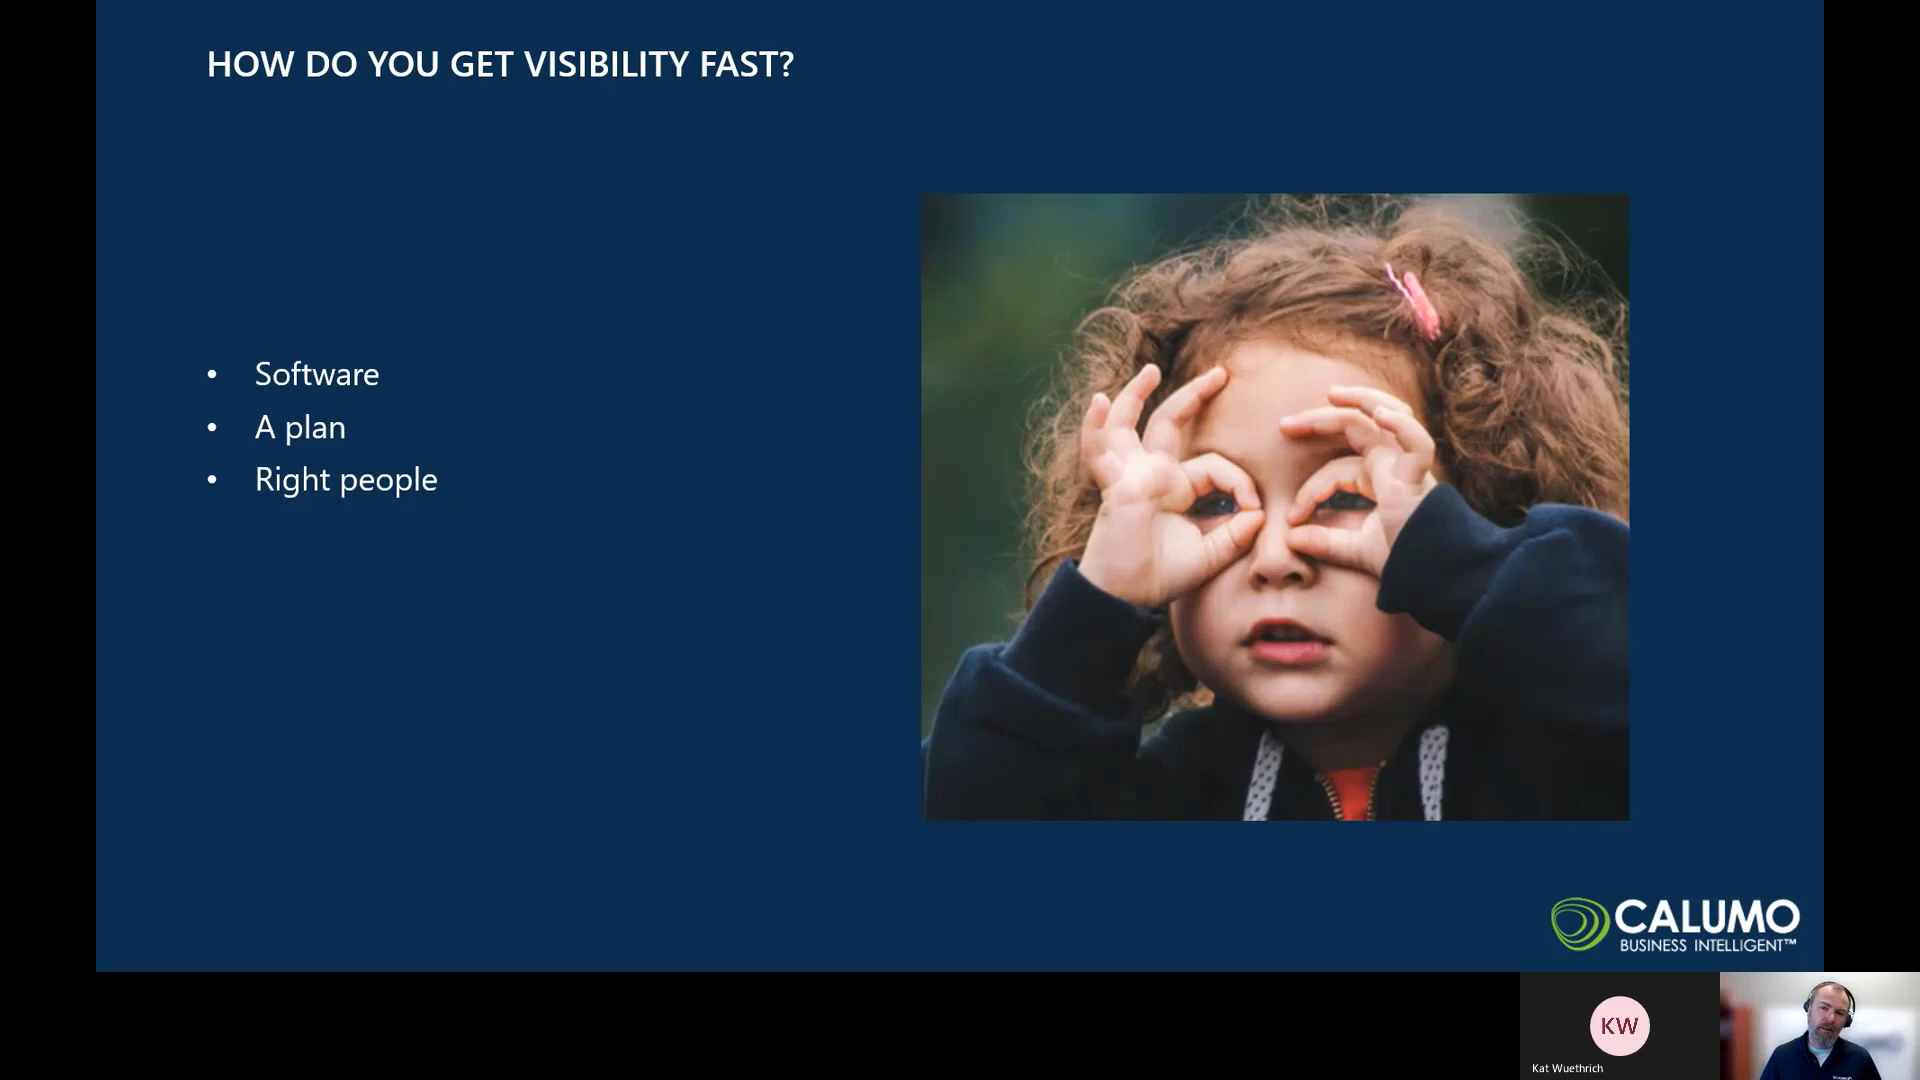 HOW DO YOU GET VISIBILITY FAST?
• Software
• A plan
• Right people
CALUMO
BUSINESS INTELLIGENT™
KW
Kat Wuethrich